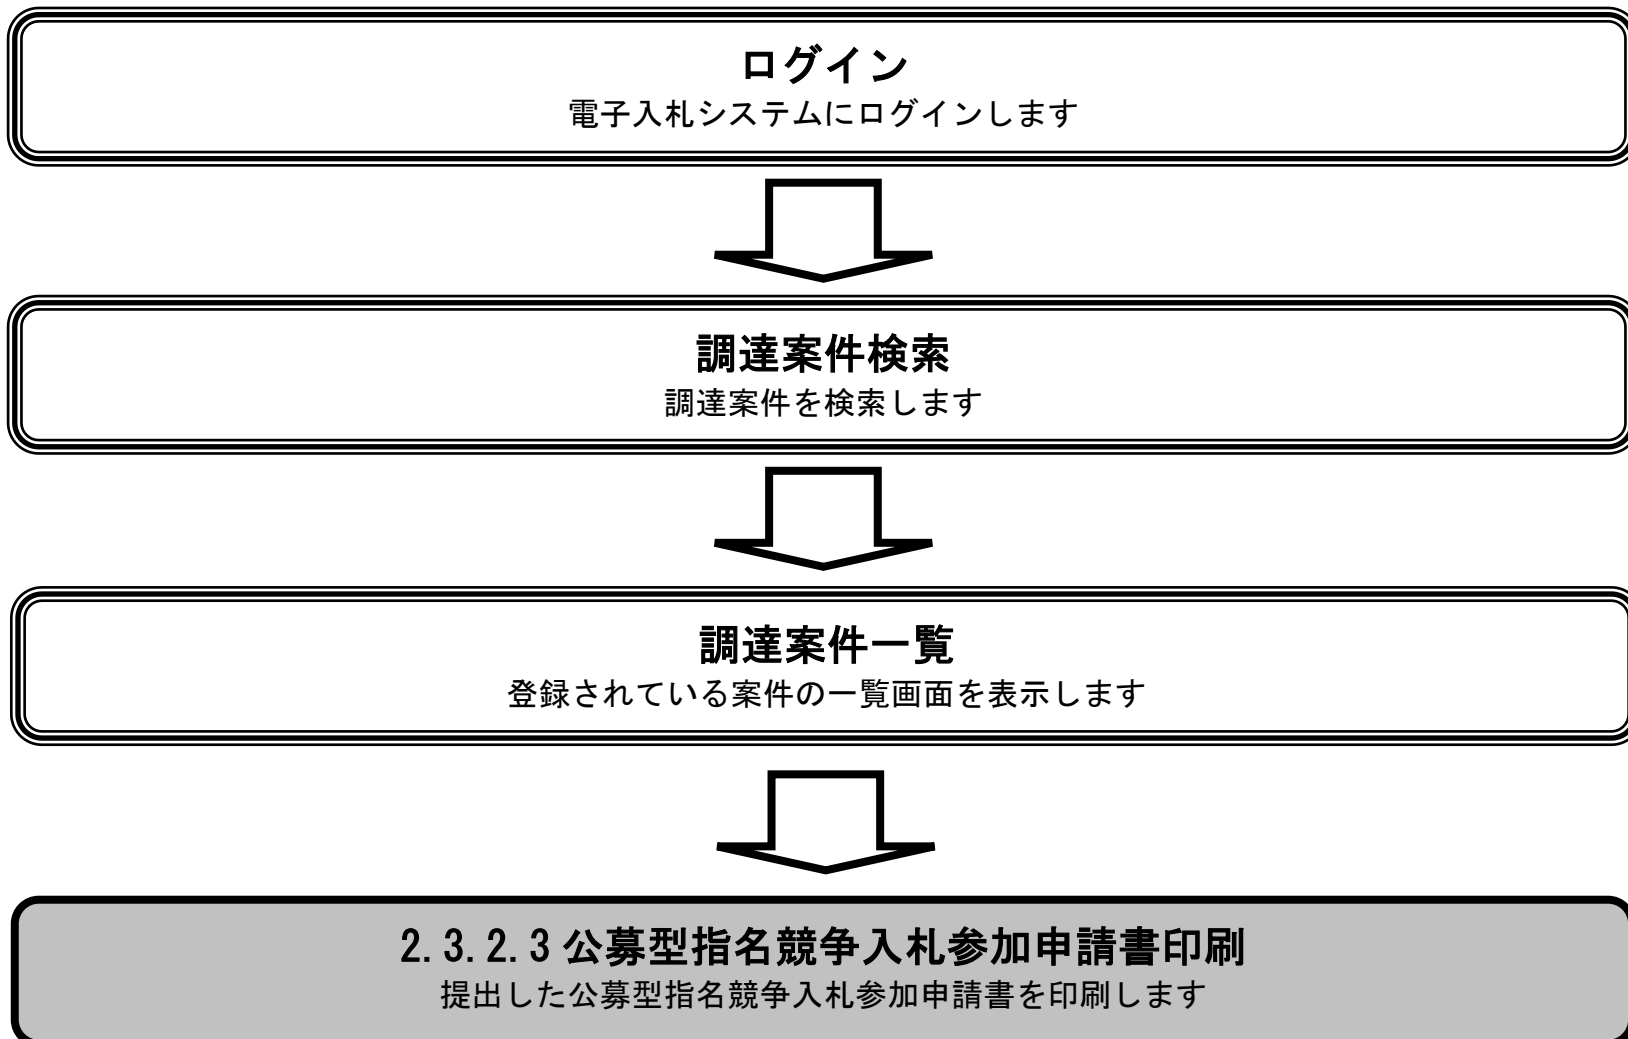 ログイン
電子入札システムにログインします
調達案件検索
調達案件を検索します
調達案件一覧
登録されている案件の一覧画面を表示します
2.3.2.3 公募型指名競争入札参加申請書印刷
提出した公募型指名競争入札参加申請書を印刷します